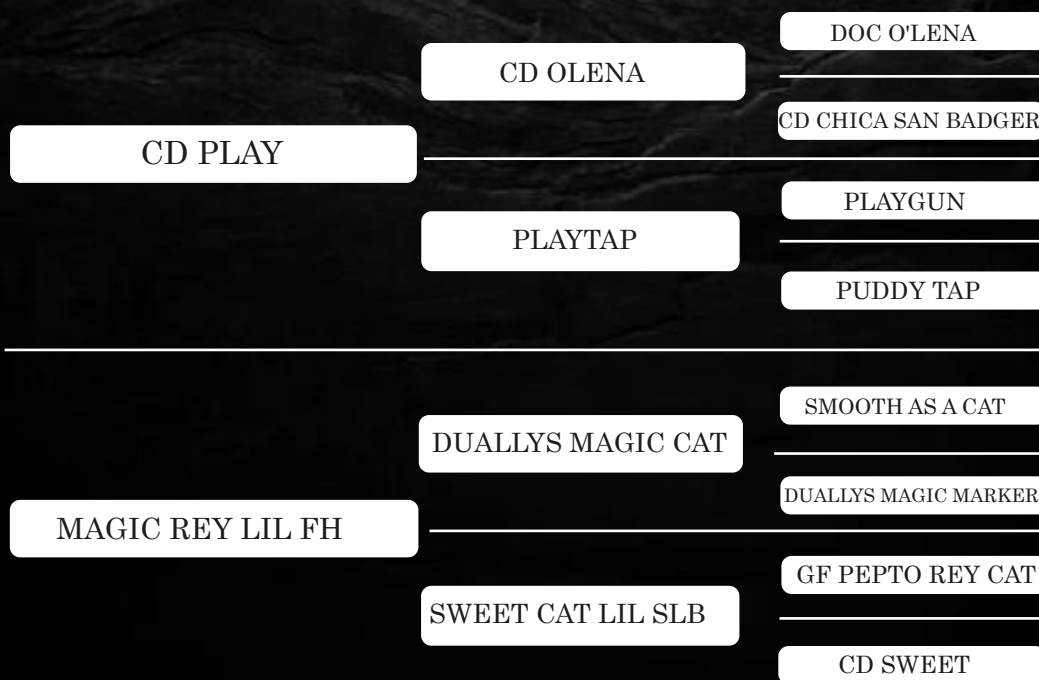 DOC O'LENA
CD OLENA
CD CHICA SAN BADGER
CD PLAY
PLAYGUN
PLAYTAP
PUDDY TAP
SMOOTH AS A CAT
DUALLYS MAGIC CAT
DUALLYS MAGIC MARKER
MAGIC REY LIL FH
GF PEPTO REY CAT
SWEET CAT LIL SLB
CD SWEET